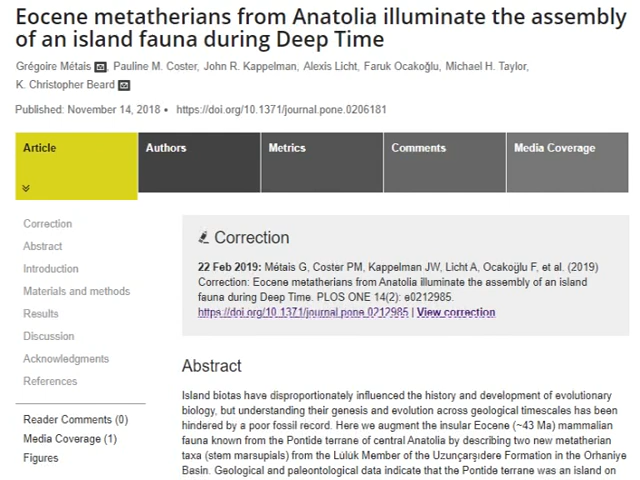 Eocene metatherians from Anatolia illuminate the assembly
of an island fauna during Deep Time
Grégoire Métais, Pauline M. Coster, John R. Kappelman, Alexis Licht, Faruk Ocakoğlu, Michael H. Taylor,
K. Christopher Beard
Published: November 14, 2018 • https://doi.org/10.1371/journal.pone.0206181
Article
Authors
Metrics
Comments
Media Coverage
Correction
Abstract
Introduction
Materials and methods
Results
Discussion
Acknowledgments
References
Reader Comments (0)
Media Coverage (1)
Figures
Correction
22 Feb 2019: Métais G, Coster PM, Kappelman JW, Licht A, Ocakoğlu F, et al. (2019)
Correction: Eocene metatherians from Anatolia illuminate the assembly of an island
fauna during Deep Time. PLOS ONE 14(2): e0212985.
https://doi.org/10.1371/journal.pone.0212985 | View correction
Abstract
Island biotas have disproportionately influenced the history and development of evolutionary
biology, but understanding their genesis and evolution across geological timescales has been
hindered by a poor fossil record. Here we augment the insular Eocene (~43 Ma) mammalian
fauna known from the Pontide terrane of central Anatolia by describing two new metatherian
taxa (stem marsupials) from the Lülük Member of the Uzunçarşıdere Formation in the Orhaniye
Basin. Geological and paleontological data indicate that the Pontide terrane was an island on